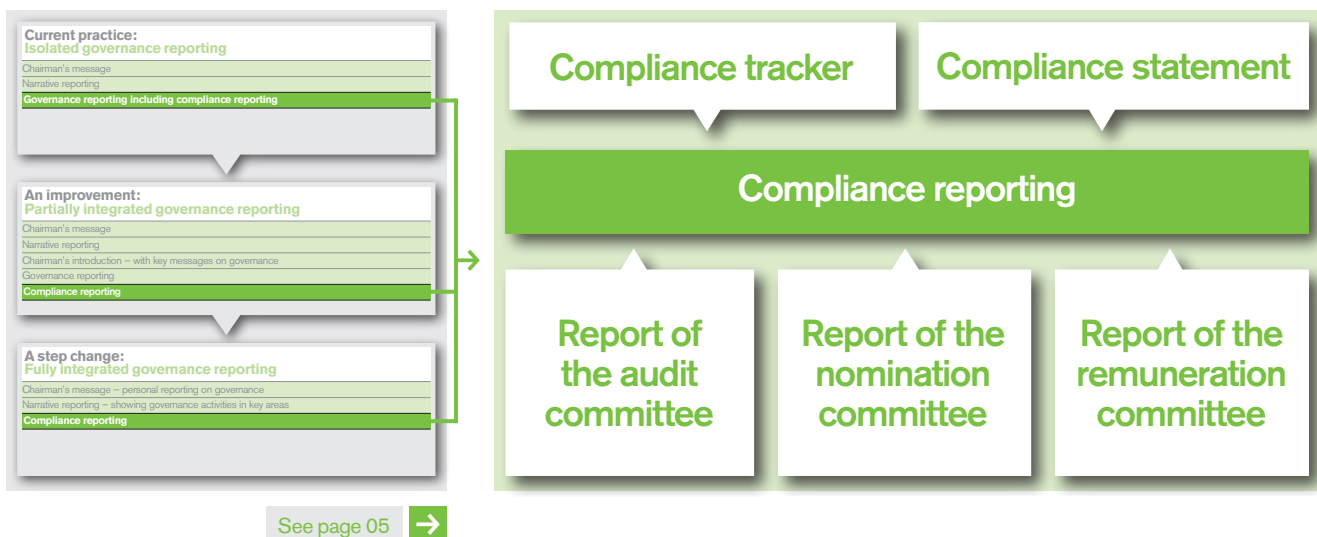 Current practice:
Isolated governance reporting
Chairman's message
Narrative reporting
Governance reporting including compliance reporting
An improvement:
Partially integrated governance reporting
Chairman's message
Narrative reporting
Chairman's introduction – with key messages on governance
Governance reporting
Compliance reporting
A step change:
Fully integrated governance reporting
Chairman's message – personal reporting on governance
Narrative reporting – showing governance activities in key areas
Compliance reporting
See page 05
Compliance tracker
Compliance statement
Compliance reporting
Report of
the audit
committee
Report of the
nomination
committee
Report of the
remuneration
committee